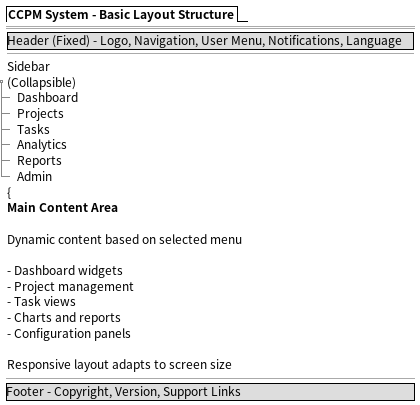 CCPM System - Basic Layout Structure
Header (Fixed) - Logo, Navigation, User Menu, Notifications, Language
Sidebar
(Collapsible)
Dashboard
Projects
Tasks
Analytics
Reports
Admin
{
Main Content Area
Dynamic content based on selected menu
- Dashboard widgets
- Project management
- Task views
- Charts and reports
- Configuration panels
Responsive layout adapts to screen size
Footer - Copyright, Version, Support Links